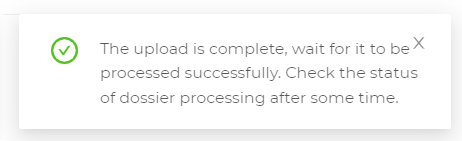 The upload is complete, wait for it to be
processed successfully. Check the status
of dossier processing after some time.